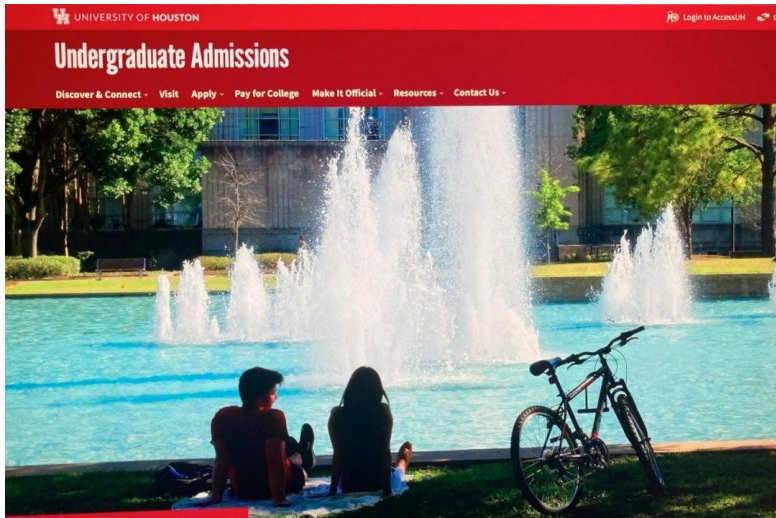 UNIVERSITY OF HOUSTON
Login to AccessUH
Undergraduate Admissions
Discover & Connect
Visit
Apply
Pay for College
Make It Official
Resources
Contact Us